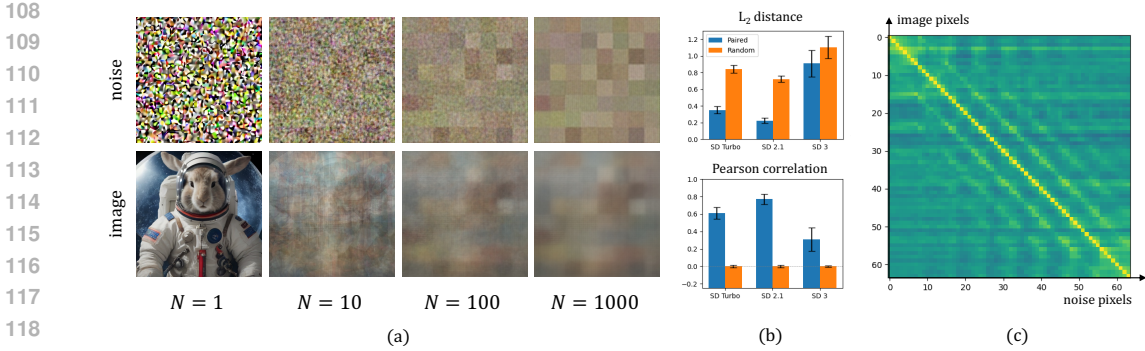 108
109
110
111
112
113
114
115
116
117
118
noise
image
N = 1
N = 10
N = 100
N = 1000
(a)
L₂ distance
Paired
Random
1.2
1.0
0.8
0.6
0.4
0.2
0.0
SD Turbo
SD 2.1
SD 3
Pearson correlation
1.0
0.8
0.6
0.4
0.2
0.0
−0.2
SD Turbo
SD 2.1
SD 3
(b)
image pixels
0
10
20
30
40
50
60
0
10
20
30
40
50
60
noise pixels
(c)